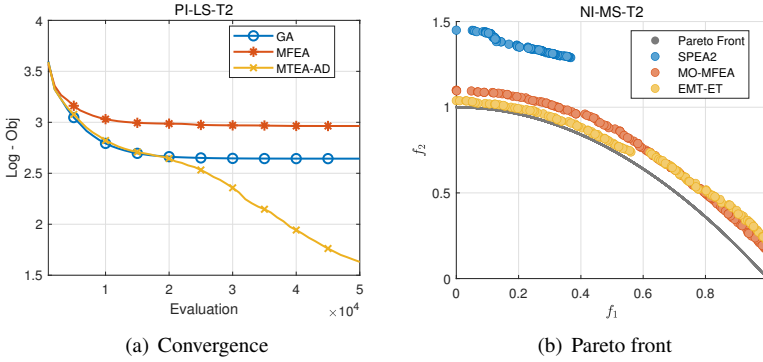 PI-LS-T2
4
3.5
3
2.5
2
1.5
Log - Obj
GA
MFEA
MTEA-AD
1
2
3
4
5
Evaluation
×10⁴
(a) Convergence
NI-MS-T2
1.5
1
0.5
0
f₂
Pareto Front
SPEA2
MO-MFEA
EMT-ET
0
0.2
0.4
0.6
0.8
f₁
(b) Pareto front